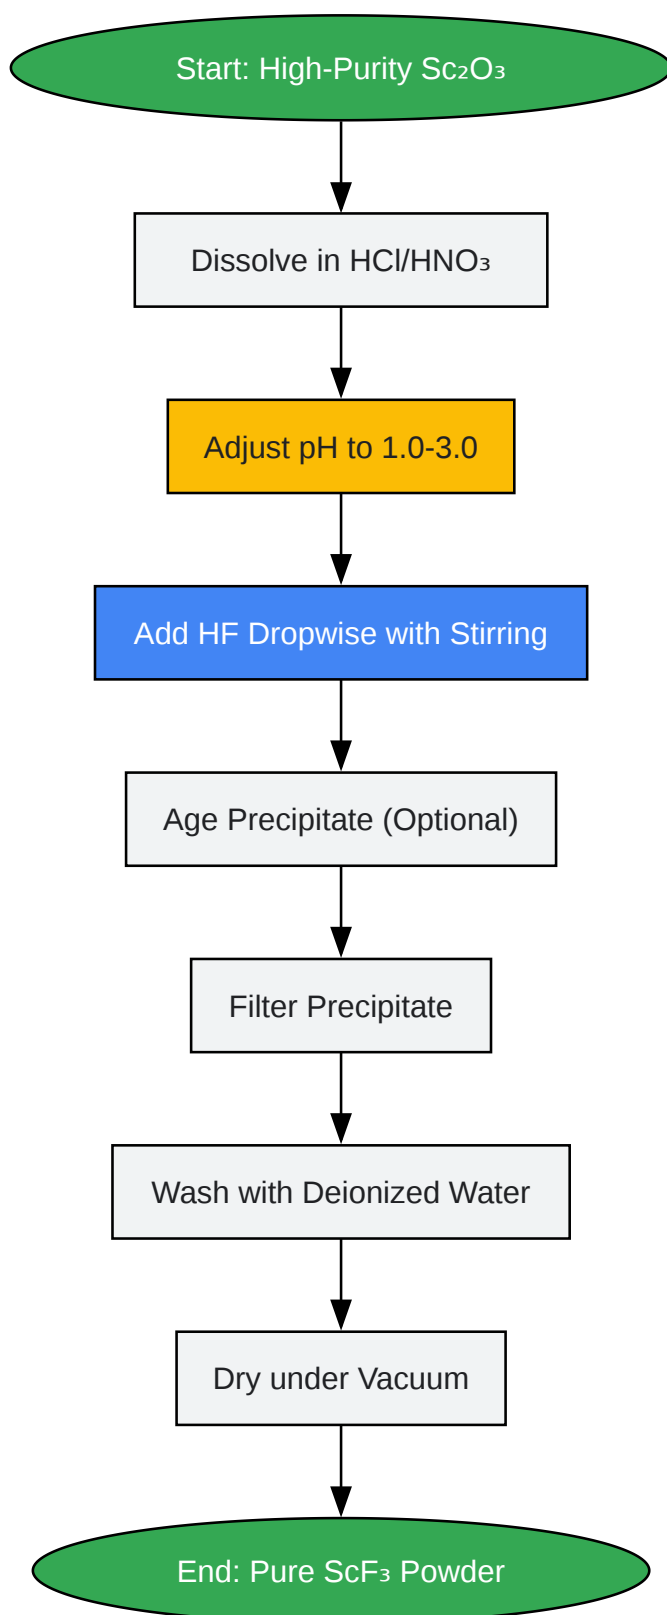 Start: High-Purity Sc₂O₃
Dissolve in HCl/HNO₃
Adjust pH to 1.0-3.0
Add HF Dropwise with Stirring
Age Precipitate (Optional)
Filter Precipitate
Wash with Deionized Water
Dry under Vacuum
End: Pure ScF₃ Powder